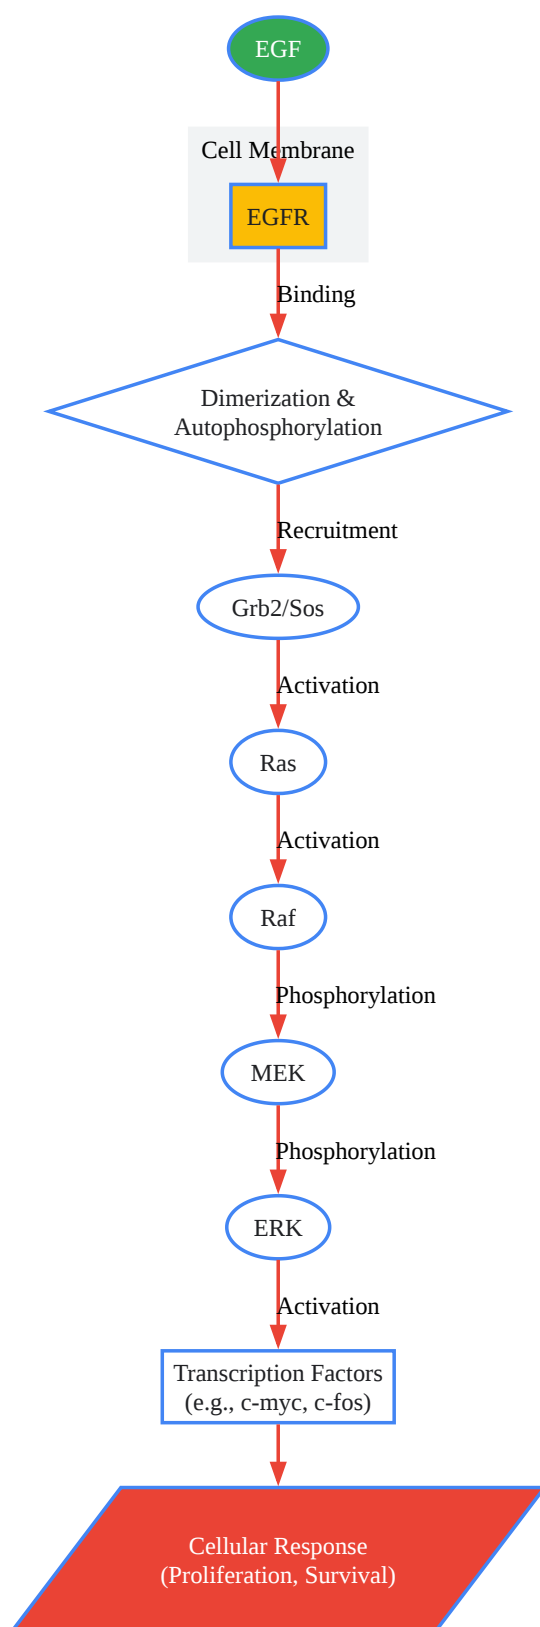 EGF
Cell Membrane
EGFR
Binding
Dimerization &
Autophosphorylation
Recruitment
Grb2/Sos
Activation
Ras
Activation
Raf
Phosphorylation
MEK
Phosphorylation
ERK
Activation
Transcription Factors
(e.g., c-myc, c-fos)
Cellular Response
(Proliferation, Survival)